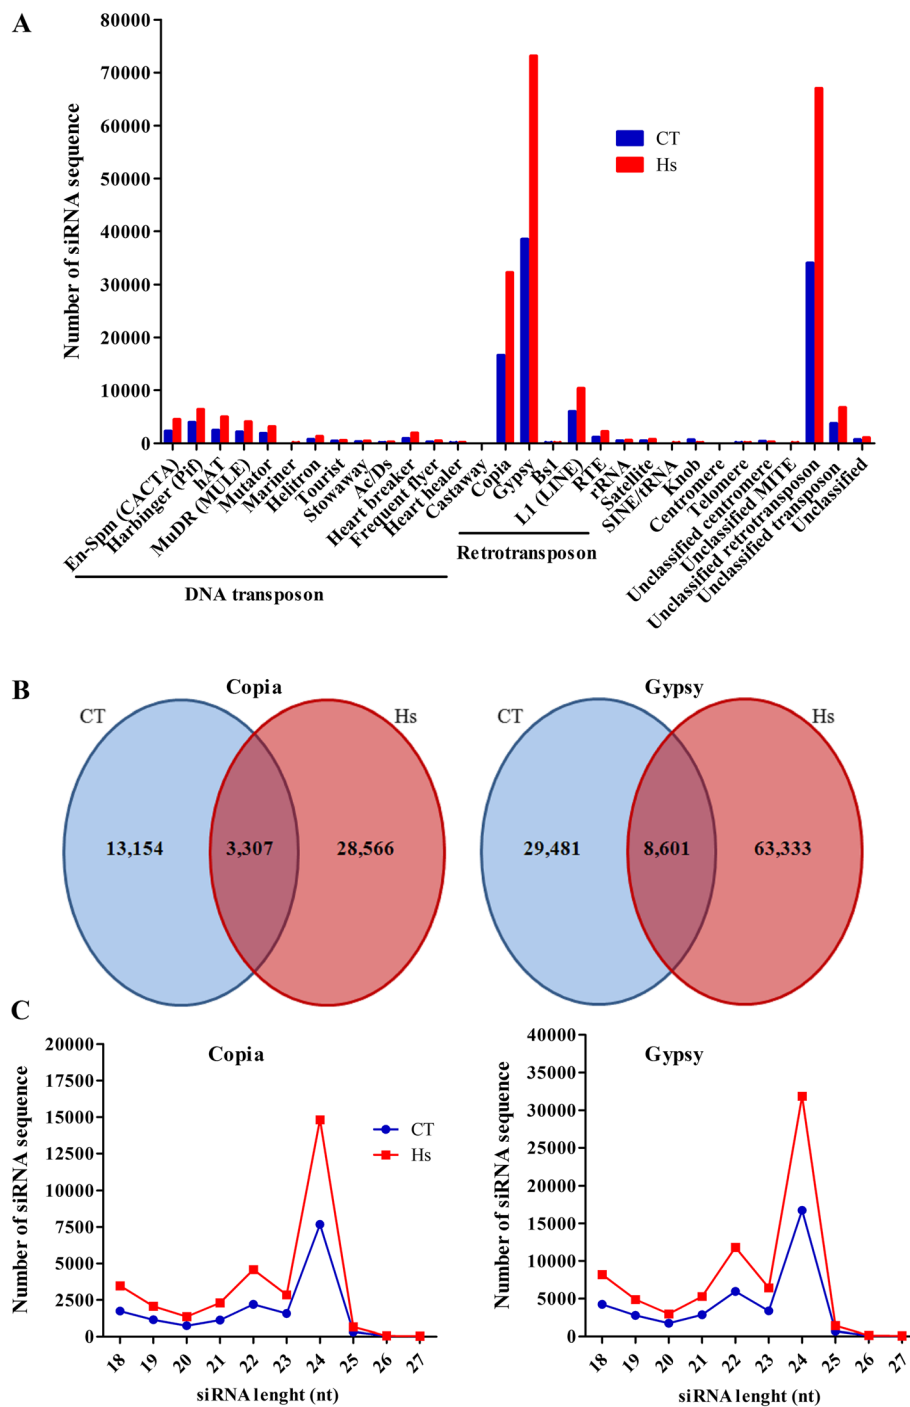 A
80000
70000
60000
50000
40000
30000
20000
10000
0
Number of siRNA sequence
CT
Hs
En-Spm (CACTA)
Harbinger (Pif)
hAT
MuDR (MULE)
Mutator
Mariner
Helitron
Tourist
Stowaway
Ac/Ds
Heart breaker
Frequent flyer
Heart healer
Castaway
Copia
Gypsy
Bs1
L1 (LINE)
RTE
rRNA
Satelite
SINE/tRNA
Knob
Centromere
Telomere
Unclassified centromere
Unclassified MITE
Unclassified retrotransposon
Unclassified transposon
Unclassified
DNA transposon
Retrotransposon
B
Copia
CT
Hs
13,154
3,307
28,566
Gypsy
CT
Hs
29,481
8,601
63,333
C
Copia
20000
17500
15000
12500
10000
7500
5000
2500
0
Number of siRNA sequence
CT
Hs
18 19 20 21 22 23 24 25 26 27
siRNA lenght (nt)
Gypsy
40000
35000
30000
25000
20000
15000
10000
5000
0
Number of siRNA sequence
18 19 20 21 22 23 24 25 26 27
siRNA lenght (nt)